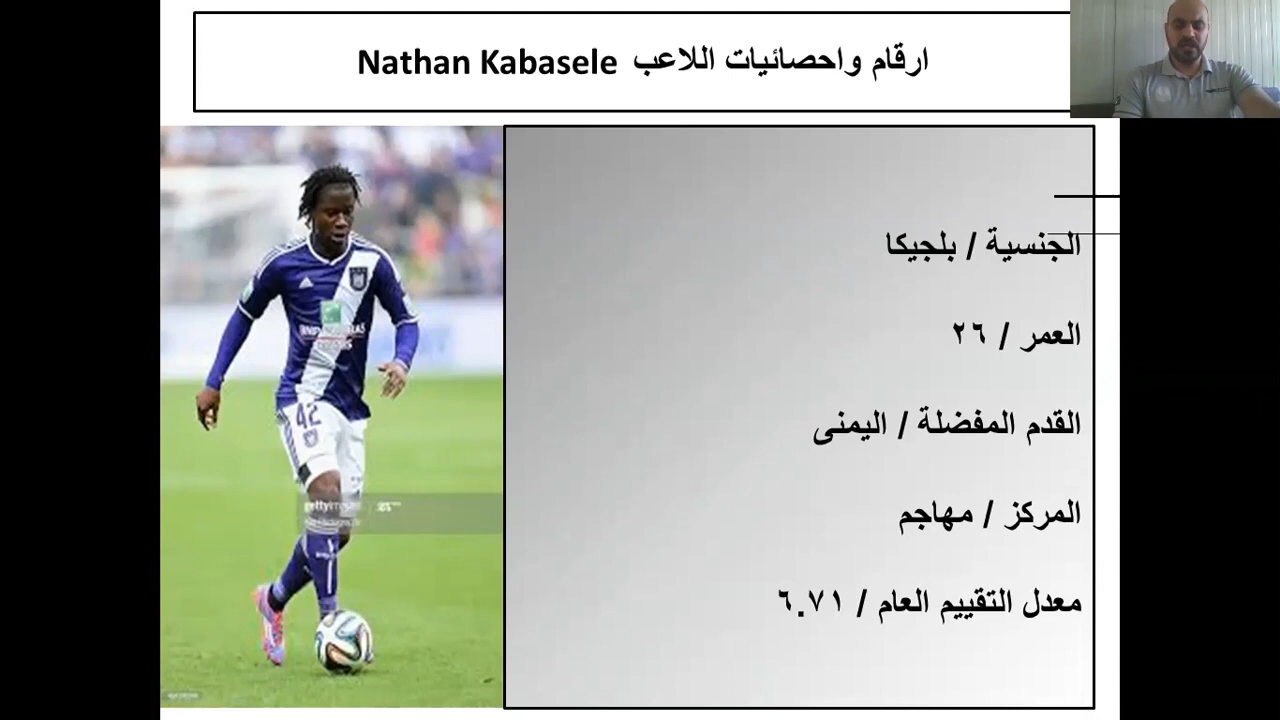 ارقام واحصائيات اللاعب Nathan Kabasele
الجنسية / بلجيكا
العمر / ٢٦
القدم المفضلة / اليمنى
المركز / مهاجم
معدل التقييم العام / ٦.٧١
42